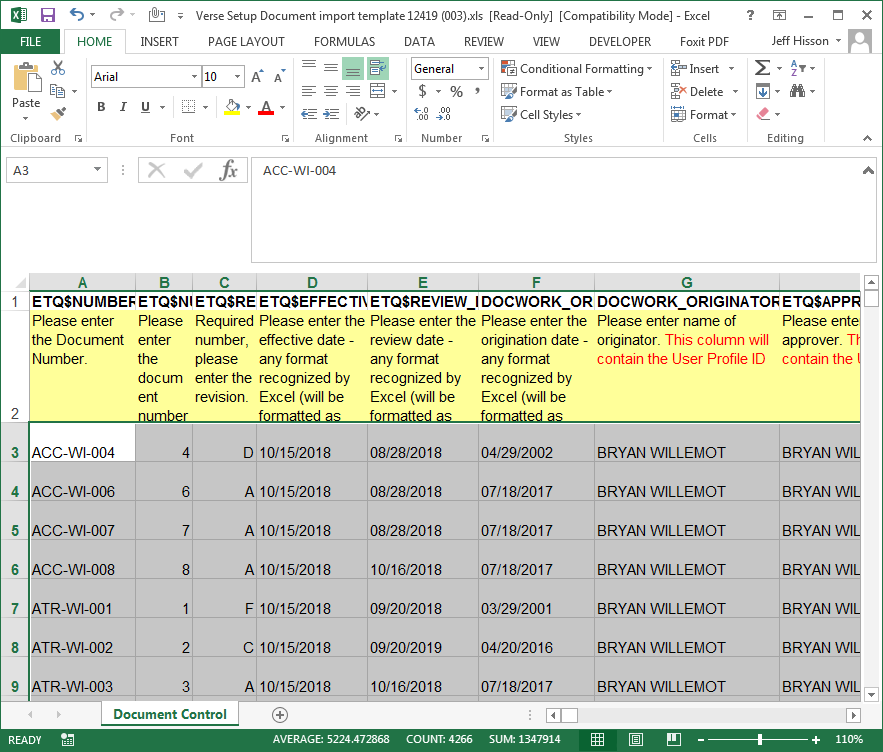 Verse Setup Document import template 12419 (003).xls [Read-Only] [Compatibility Mode] - Excel
FILE HOME INSERT PAGE LAYOUT FORMULAS DATA REVIEW VIEW DEVELOPER Foxit PDF Jeff Hisson
Arial 10 General Conditional Formatting Insert
Paste B I U A $ % , Format as Table Delete
Cell Styles Format
Clipboard Font Alignment Number Styles Cells Editing
A3 fx ACC-WI-004
A B C D E F G
1 ETQ$NUMBER ETQ$NU ETQ$RE ETQ$EFFECTIV ETQ$REVIEW_ DOCWORK_OR DOCWORK_ORIGINATOR ETQ$APPR
Please enter Please Required Please enter the Please enter the Please enter the Please enter name of Please ente
the Document enter number, effective date - review date - origination date - originator. This column will approver. Th
Number. the please any format any format any format contain the User Profile ID contain the U
docum enter the recognized by recognized by recognized by
ent revision. Excel (will be Excel (will be Excel (will be
2 number formatted as formatted as formatted as
3 ACC-WI-004 4 D 10/15/2018 08/28/2018 04/29/2002 BRYAN WILLEMOT BRYAN WIL
4 ACC-WI-006 6 A 10/15/2018 08/28/2018 07/18/2017 BRYAN WILLEMOT BRYAN WIL
5 ACC-WI-007 7 A 10/15/2018 08/28/2018 07/18/2017 BRYAN WILLEMOT BRYAN WIL
6 ACC-WI-008 8 A 10/15/2018 10/16/2018 07/18/2017 BRYAN WILLEMOT BRYAN WIL
7 ATR-WI-001 1 F 10/15/2018 09/20/2018 03/29/2001 BRYAN WILLEMOT BRYAN WIL
8 ATR-WI-002 2 C 10/15/2018 09/20/2019 04/20/2016 BRYAN WILLEMOT BRYAN WIL
9 ATR-WI-003 3 A 10/15/2018 10/16/2018 07/18/2017 BRYAN WILLEMOT BRYAN WIL
Document Control
READY AVERAGE: 5224.472868 COUNT: 4266 SUM: 1347914 110%